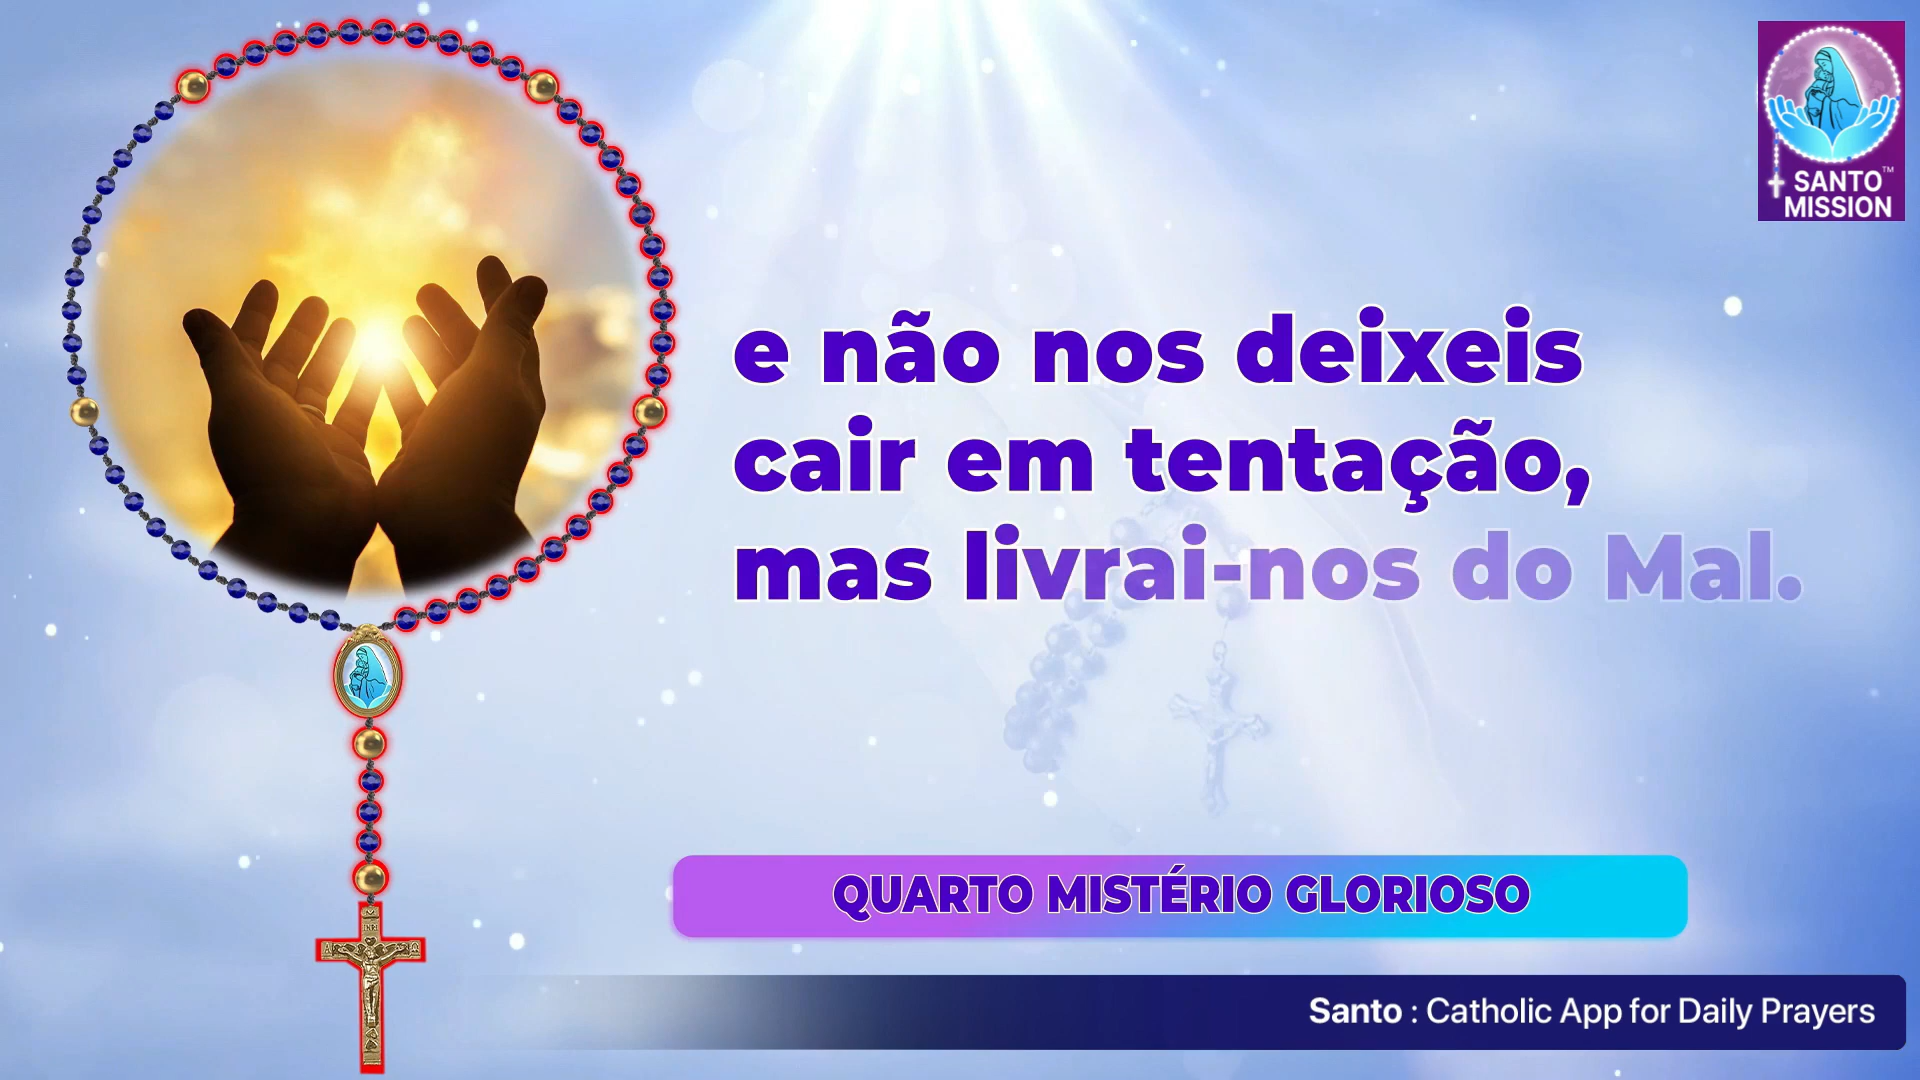 SANTO™
MISSION
e não nos deixeis
cair em tentação,
mas livrai-nos do Mal.
QUARTO MISTÉRIO GLORIOSO
INRI
Α Ω
Santo : Catholic App for Daily Prayers